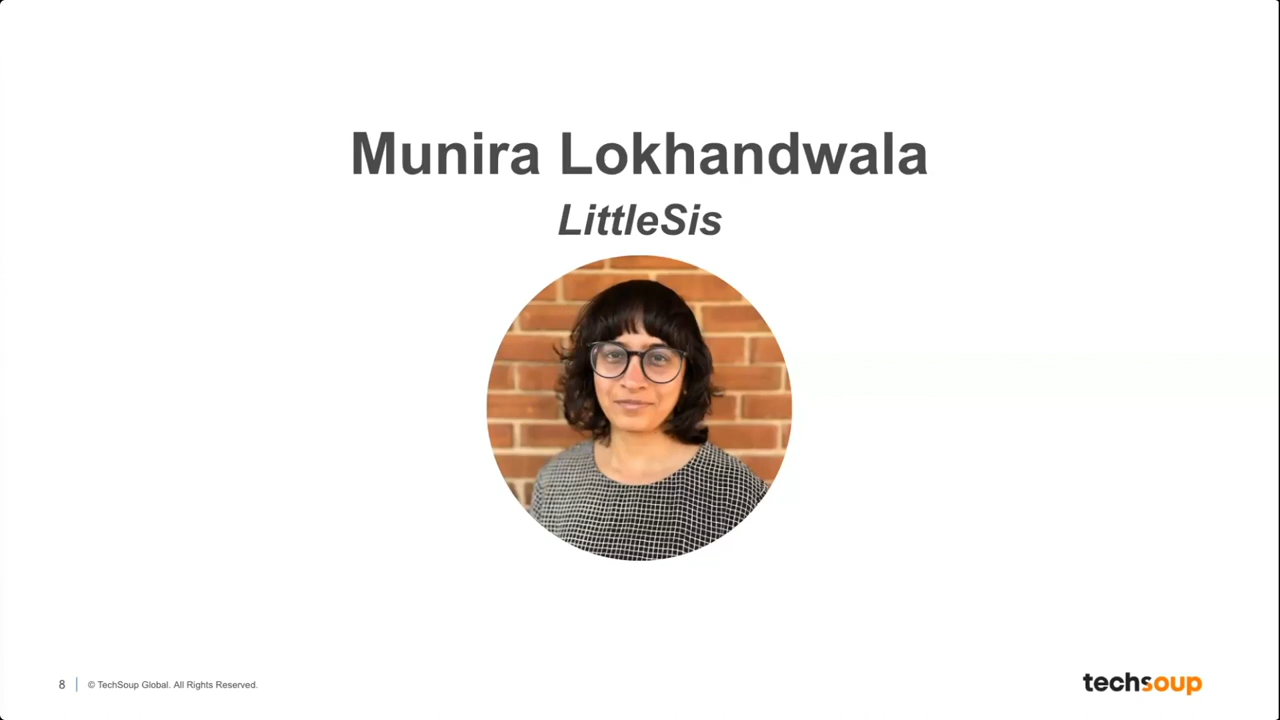 Munira Lokhandwala
LittleSis
8
© TechSoup Global. All Rights Reserved.
techsoup